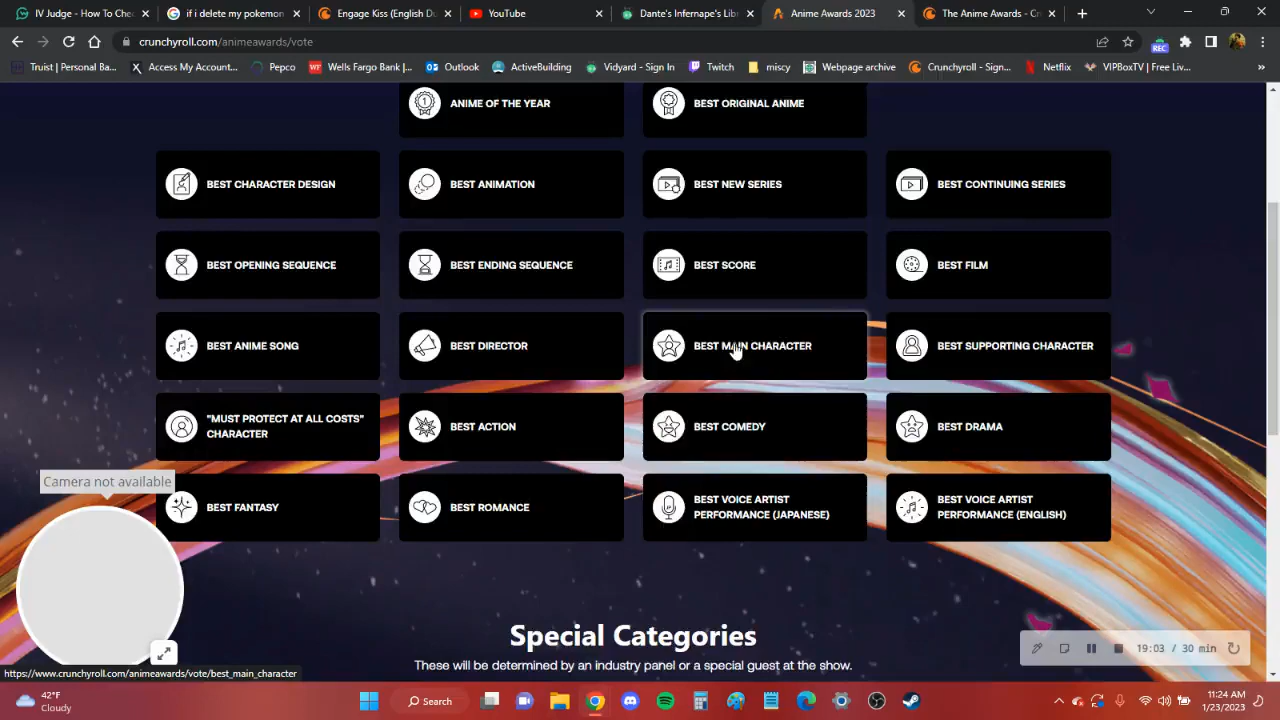 IV Judge - How To Chec
if i delete my pokemon
Engage Kiss (English Du
YouTube
Dante's Infernape's Libr
Anime Awards 2023
The Anime Awards - Cr
crunchyroll.com/animeawards/vote
REC
Truist | Personal Ba...
Access My Account...
Pepco
Wells Fargo Bank |...
Outlook
ActiveBuilding
Vidyard - Sign In
Twitch
miscy
Webpage archive
Crunchyroll - Sign...
Netflix
VIPBoxTV | Free Liv...
»
ANIME OF THE YEAR
BEST ORIGINAL ANIME
BEST CHARACTER DESIGN
BEST ANIMATION
BEST NEW SERIES
BEST CONTINUING SERIES
BEST OPENING SEQUENCE
BEST ENDING SEQUENCE
BEST SCORE
BEST FILM
BEST ANIME SONG
BEST DIRECTOR
BEST MAIN CHARACTER
BEST SUPPORTING CHARACTER
"MUST PROTECT AT ALL COSTS"
CHARACTER
BEST ACTION
BEST COMEDY
BEST DRAMA
Camera not available
BEST FANTASY
BEST ROMANCE
BEST VOICE ARTIST
PERFORMANCE (JAPANESE)
BEST VOICE ARTIST
PERFORMANCE (ENGLISH)
Special Categories
These will be determined by an industry panel or a special guest at the show.
19:03 / 30 min
https://www.crunchyroll.com/animeawards/vote/best_main_character
42°F
Cloudy
Search
11:24 AM
1/23/2023